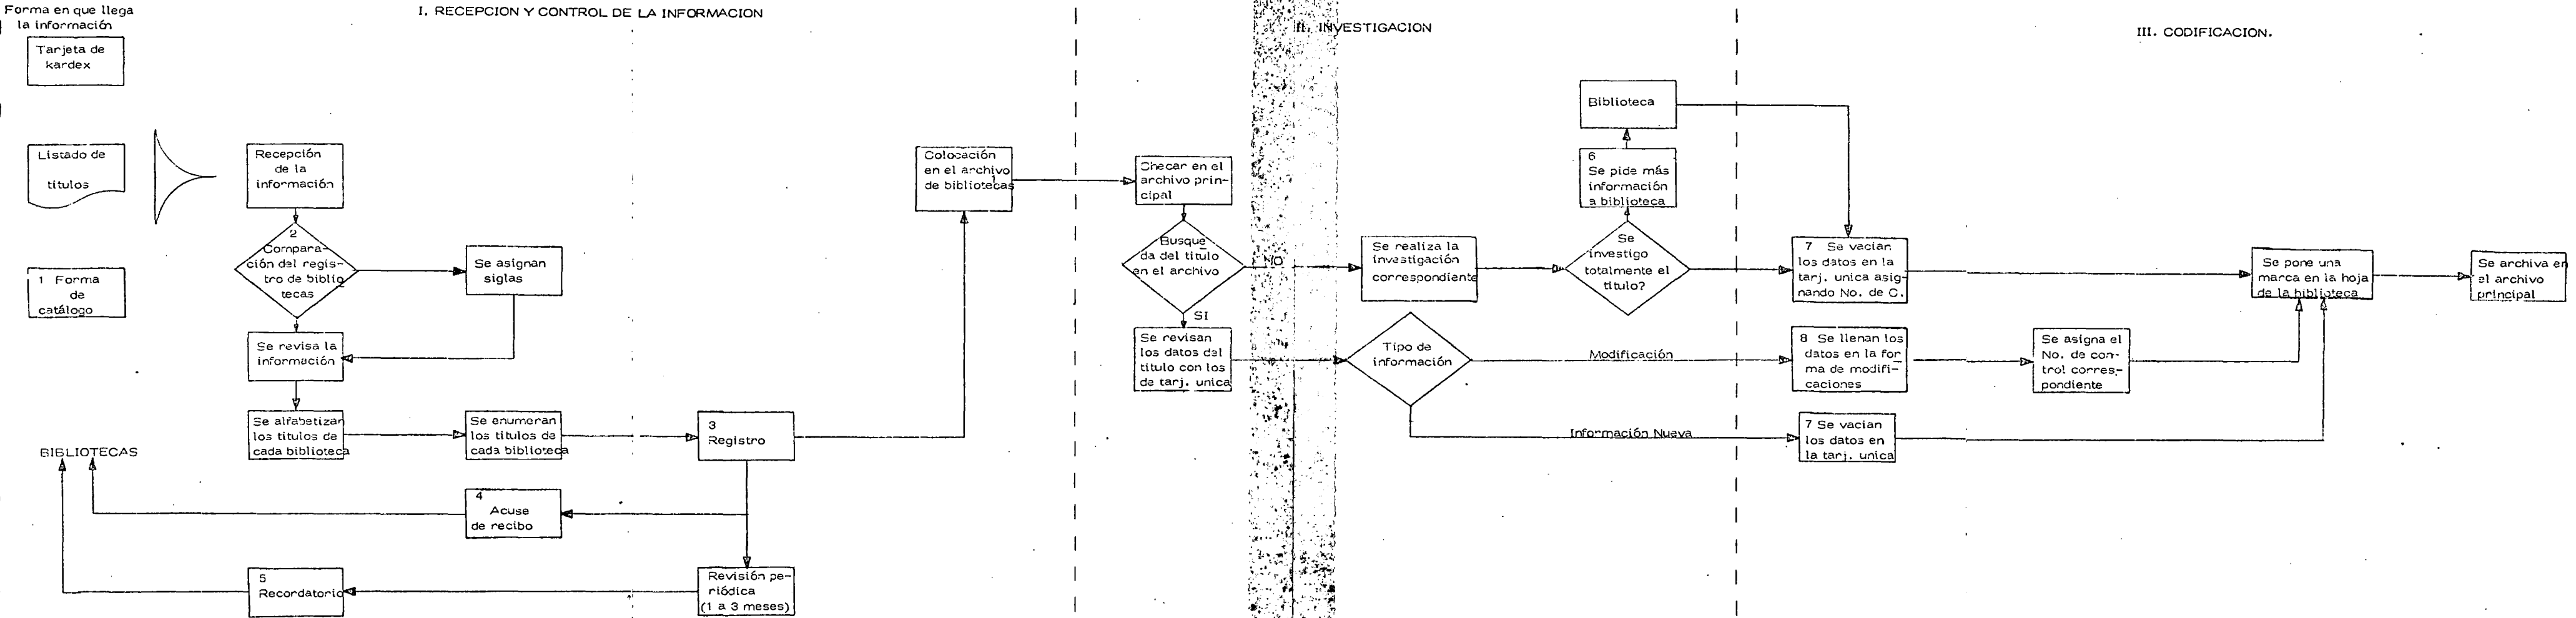 Forma en que llega
la información
I. RECEPCION Y CONTROL DE LA INFORMACION
II. INVESTIGACION
III. CODIFICACION.
Tarjeta de
kardex
Listado de
titulos
1 Forma
de
catálogo
Recepción
de la
información
2
Compara-
ción del regis-
tro de biblio
tecas
Se asignan
siglas
Se revisa la
información
Se alfabetizan
los titulos de
cada biblioteca
Se enumeran
los titulos de
cada biblioteca
3
Registro
BIBLIOTECAS
4
Acuse
de recibo
5
Recordatorio
Revisión pe-
riódica
(1 a 3 meses)
Colocación
en el archivo
de bibliotecas
Checar en el
archivo prin-
cipal
Busque
da del titulo
en el archivo
NO
SI
Se revisan
los datos del
titulo con los
de tarj. unica
Se realiza la
investigación
correspondiente
Se
investigo
totalmente el
titulo?
6
Se pide más
información
a biblioteca
Biblioteca
Tipo de
información
Modificación
Información Nueva
7 Se vacian
los datos en la
tarj. unica asig-
nando No. de C.
8 Se llenan los
datos en la for
ma de modifi-
caciones
Se asigna el
No. de con-
trol corres-
pondiente
7 Se vacian
los datos en
la tarj. unica
Se pone una
marca en la hoja
de la biblioteca
Se archiva en
el archivo
principal